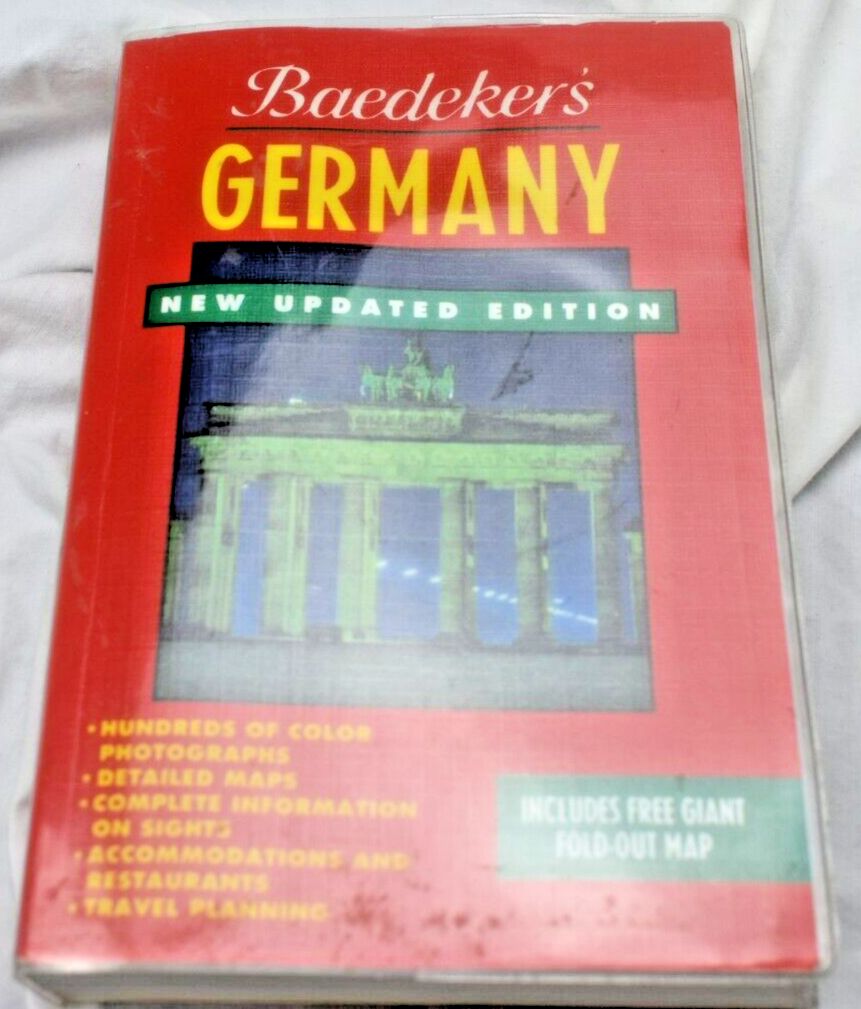 Baedeker's
GERMANY
NEW UPDATED EDITION
• HUNDREDS OF COLOR
PHOTOGRAPHS
• DETAILED MAPS
• COMPLETE INFORMATION
ON SIGHTS
• ACCOMMODATIONS AND
RESTAURANTS
• TRAVEL PLANNING
INCLUDES FREE GIANT
FOLD-OUT MAP